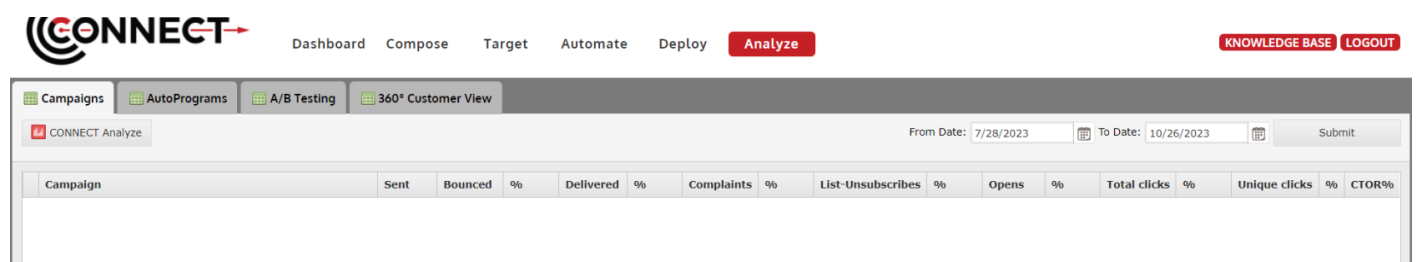 CONNECT
Dashboard Compose Target Automate Deploy Analyze
KNOWLEDGE BASE LOGOUT
Campaigns AutoPrograms A/B Testing 360° Customer View
CONNECT Analyze From Date: 7/28/2023 To Date: 10/26/2023 Submit
Campaign Sent Bounced % Delivered % Complaints % List-Unsubscribes % Opens % Total clicks % Unique clicks % CTOR%